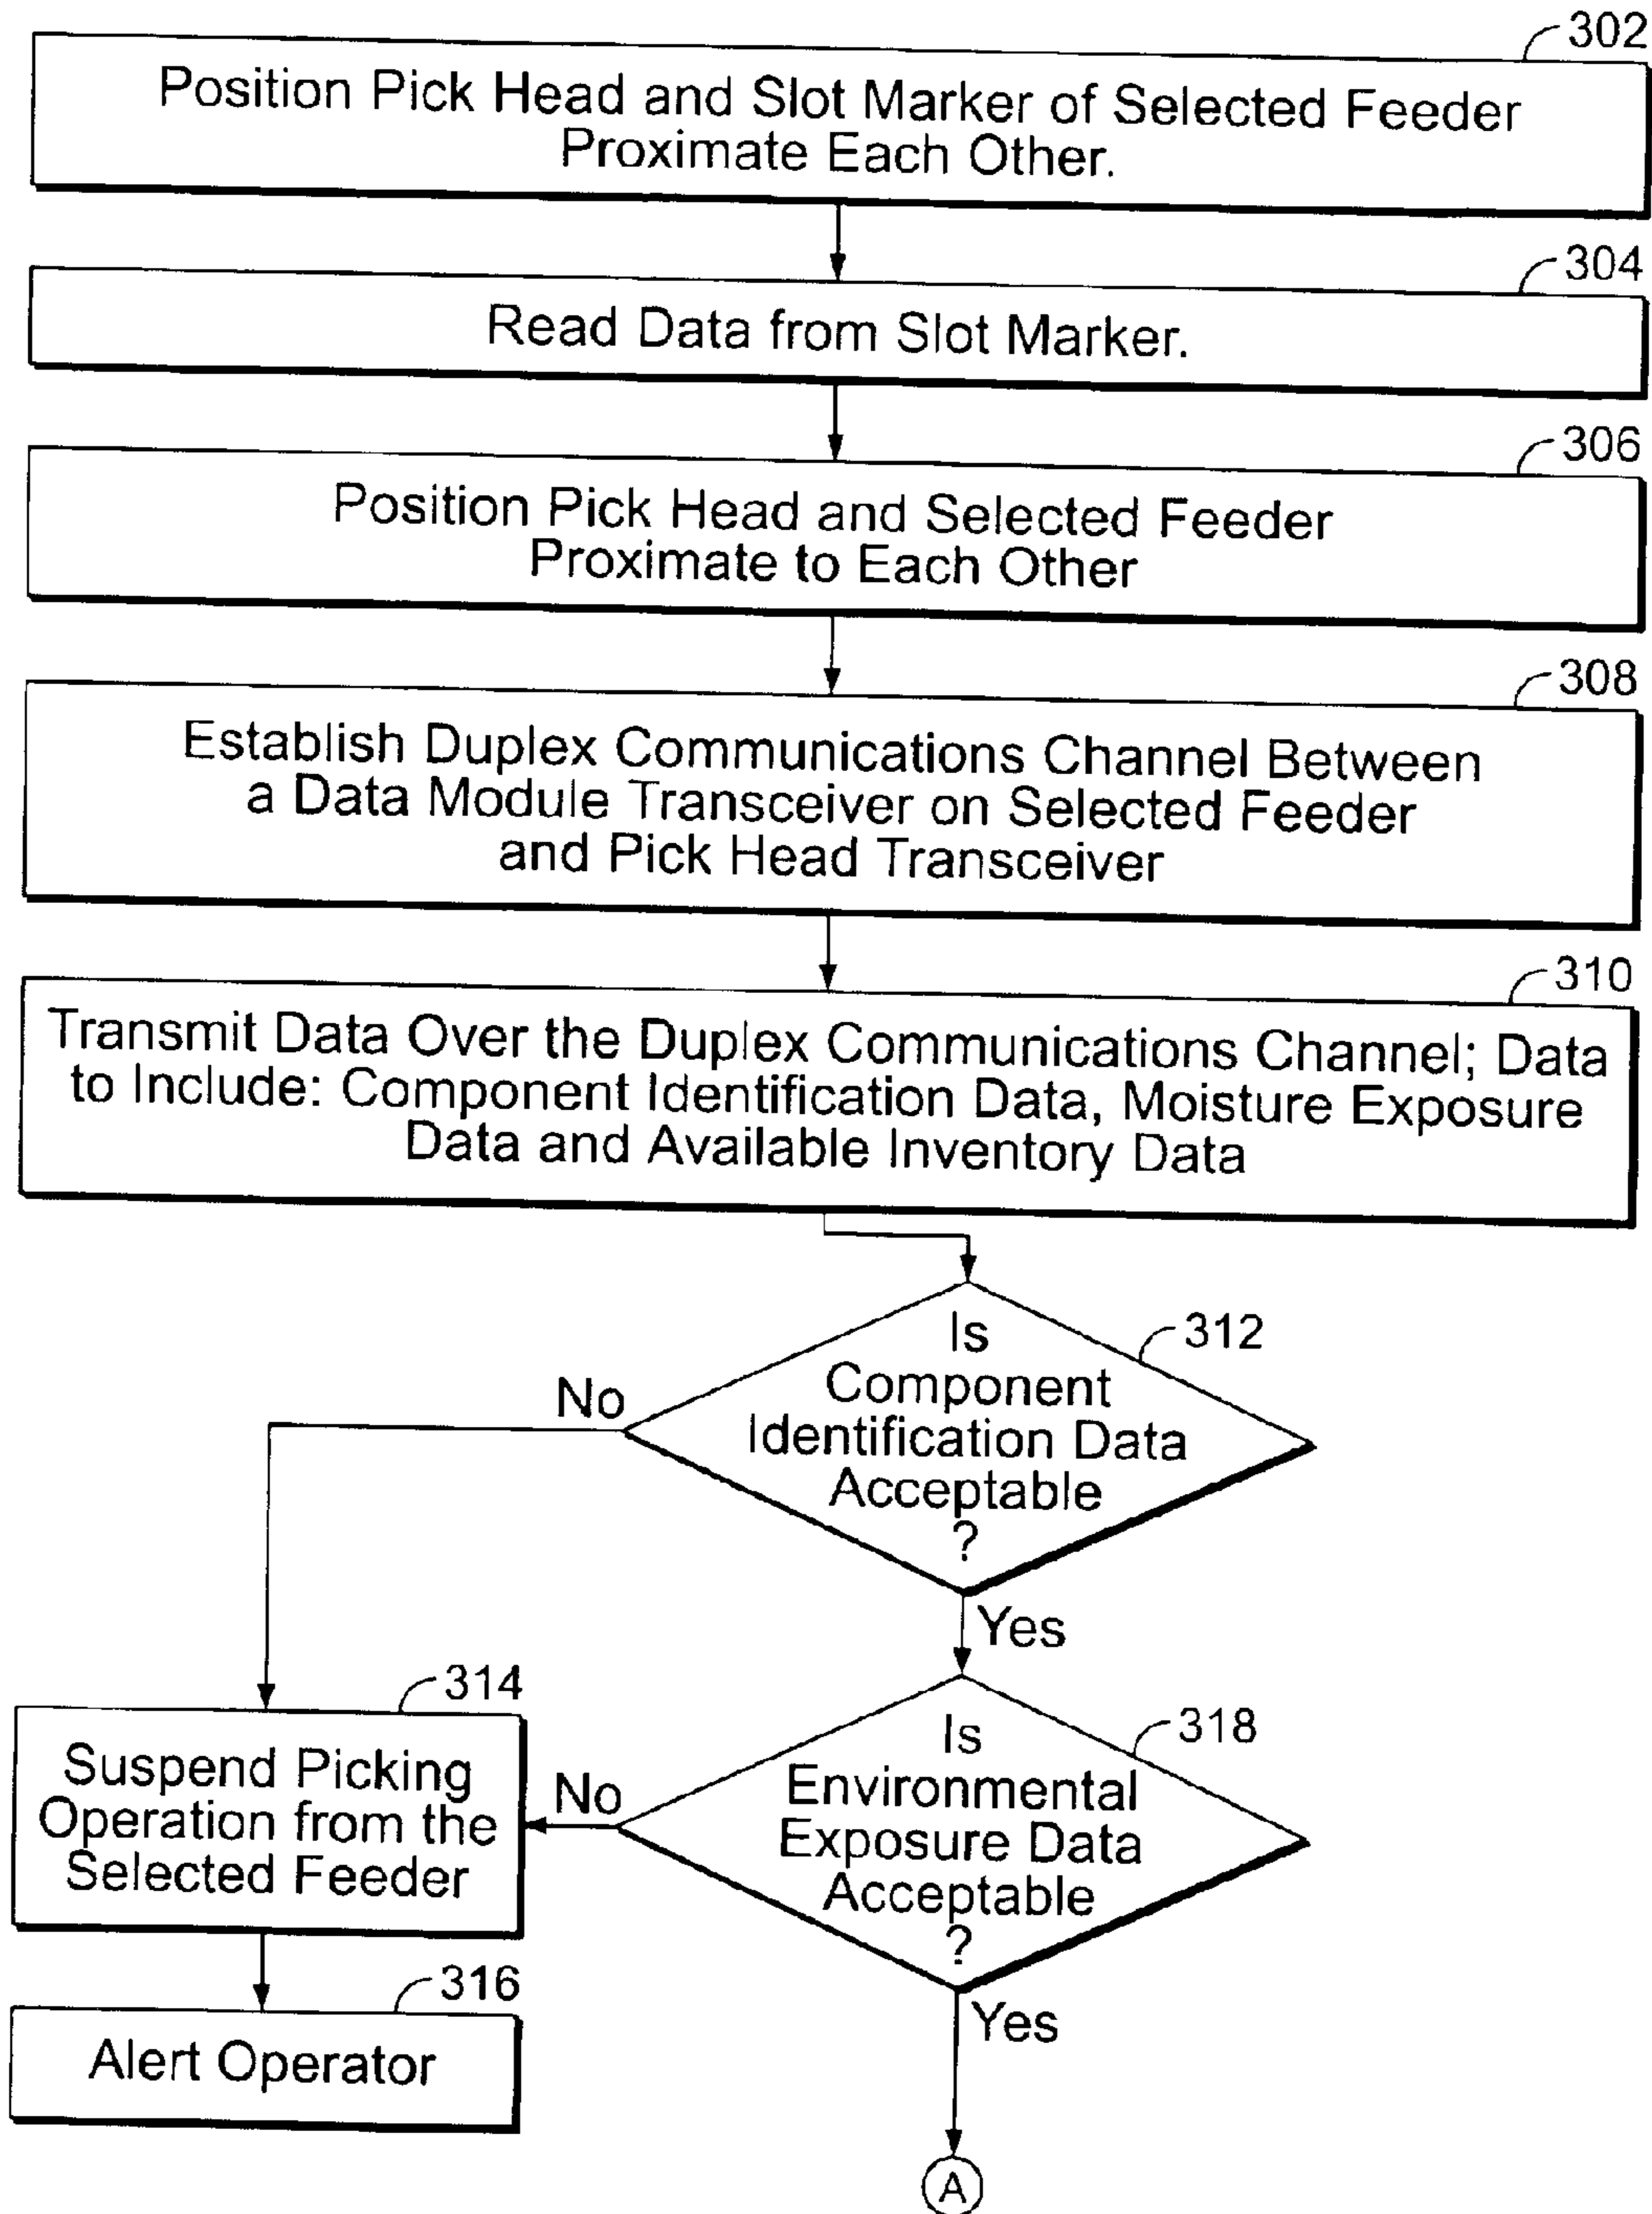 302
Position Pick Head and Slot Marker of Selected Feeder
Proximate Each Other.
304
Read Data from Slot Marker.
306
Position Pick Head and Selected Feeder
Proximate to Each Other
308
Establish Duplex Communications Channel Between
a Data Module Transceiver on Selected Feeder
and Pick Head Transceiver
310
Transmit Data Over the Duplex Communications Channel; Data
to Include: Component Identification Data, Moisture Exposure
Data and Available Inventory Data
312
Is
Component
Identification Data
Acceptable
?
No
Yes
314
Suspend Picking
Operation from the
Selected Feeder
318
Is
Environmental
Exposure Data
Acceptable
?
No
Yes
316
Alert Operator
A